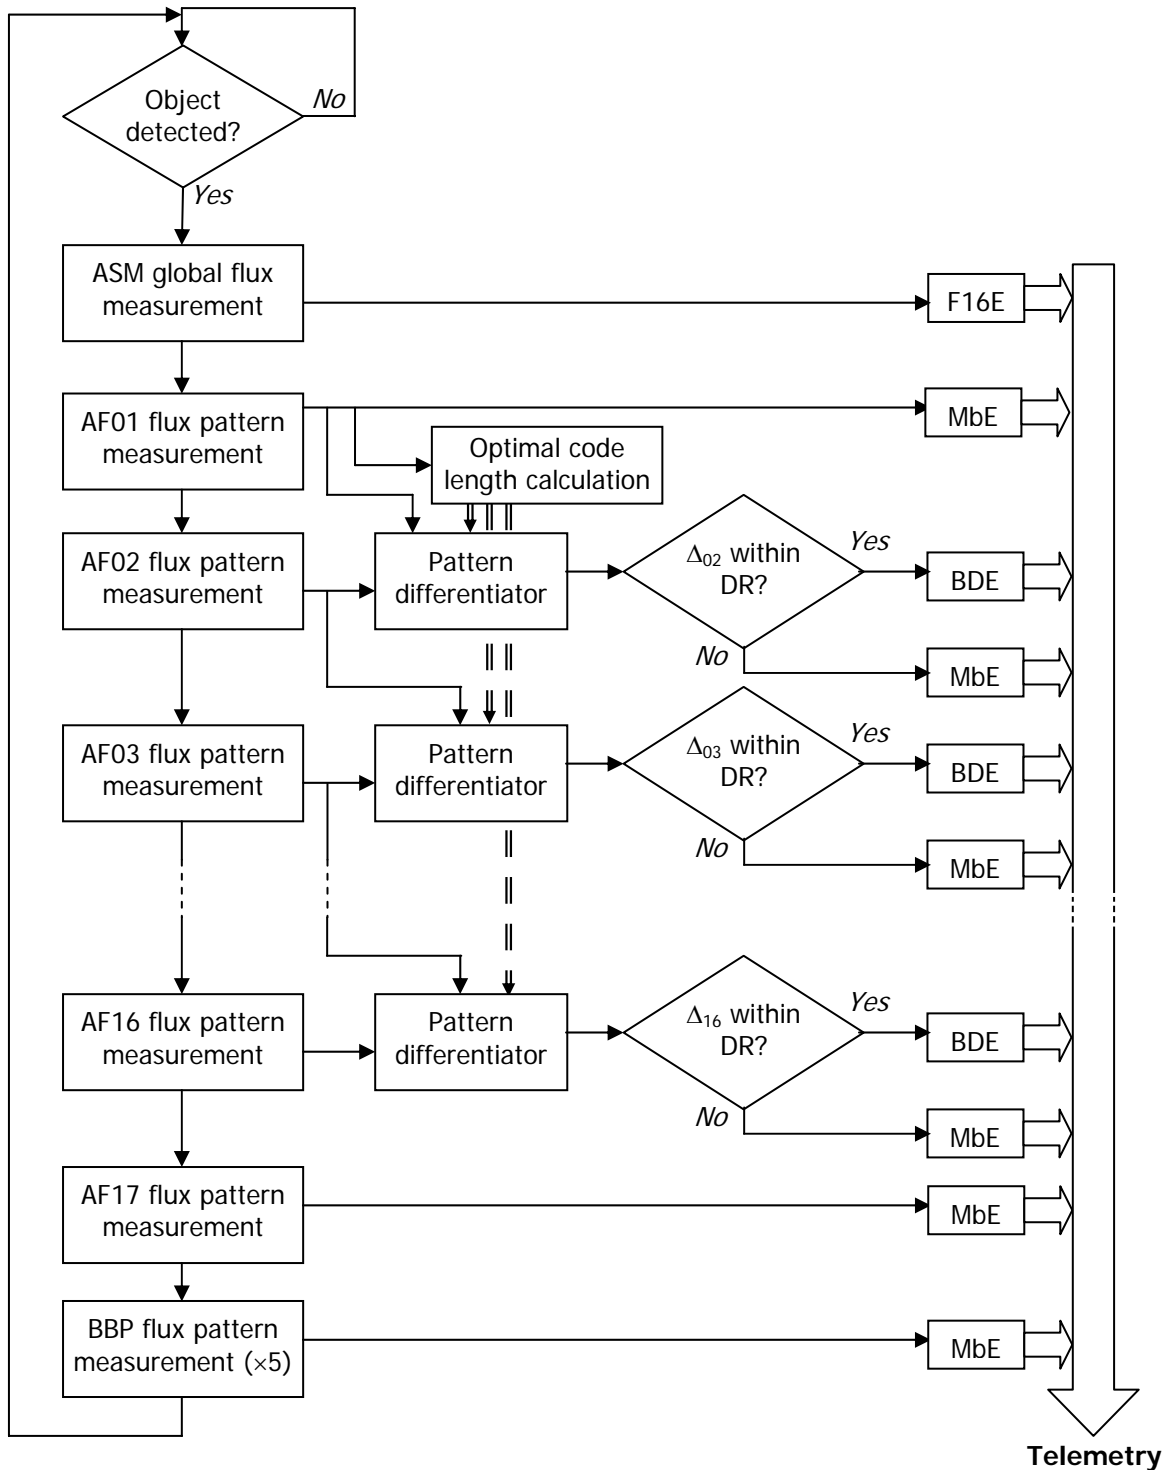 Object
detected?
No
Yes
ASM global flux
measurement
F16E
AF01 flux pattern
measurement
MbE
Optimal code
length calculation
AF02 flux pattern
measurement
Pattern
differentiator
Δ02 within
DR?
Yes
BDE
No
MbE
AF03 flux pattern
measurement
Pattern
differentiator
Δ03 within
DR?
Yes
BDE
No
MbE
AF16 flux pattern
measurement
Pattern
differentiator
Δ16 within
DR?
Yes
BDE
No
MbE
AF17 flux pattern
measurement
MbE
BBP flux pattern
measurement (×5)
MbE
Telemetry